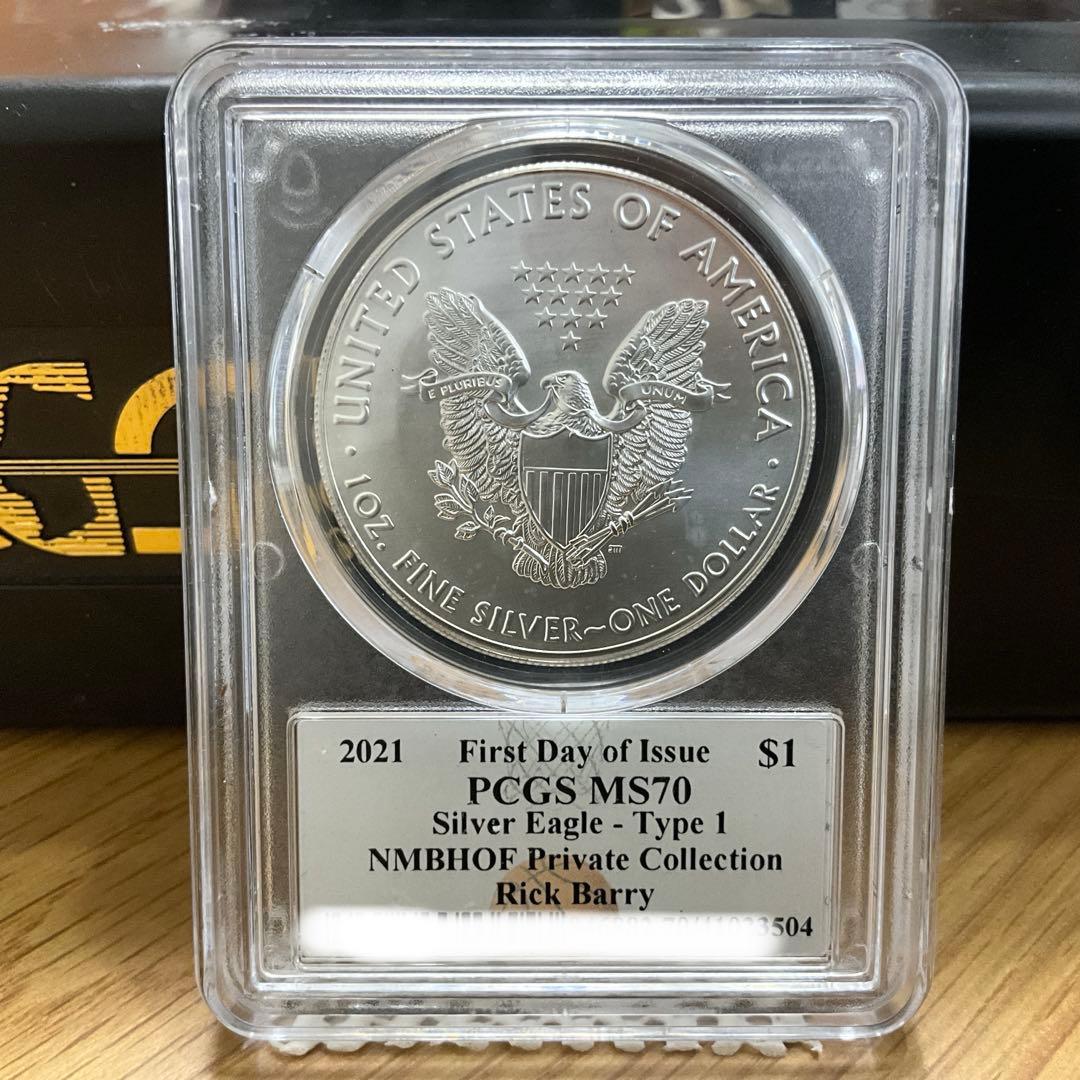 UNITED STATES OF AMERICA
E PLURIBUS UNUM
1 OZ. FINE SILVER~ONE DOLLAR
2021 First Day of Issue $1
PCGS MS70
Silver Eagle - Type 1
NMBHOF Private Collection
Rick Barry
3504